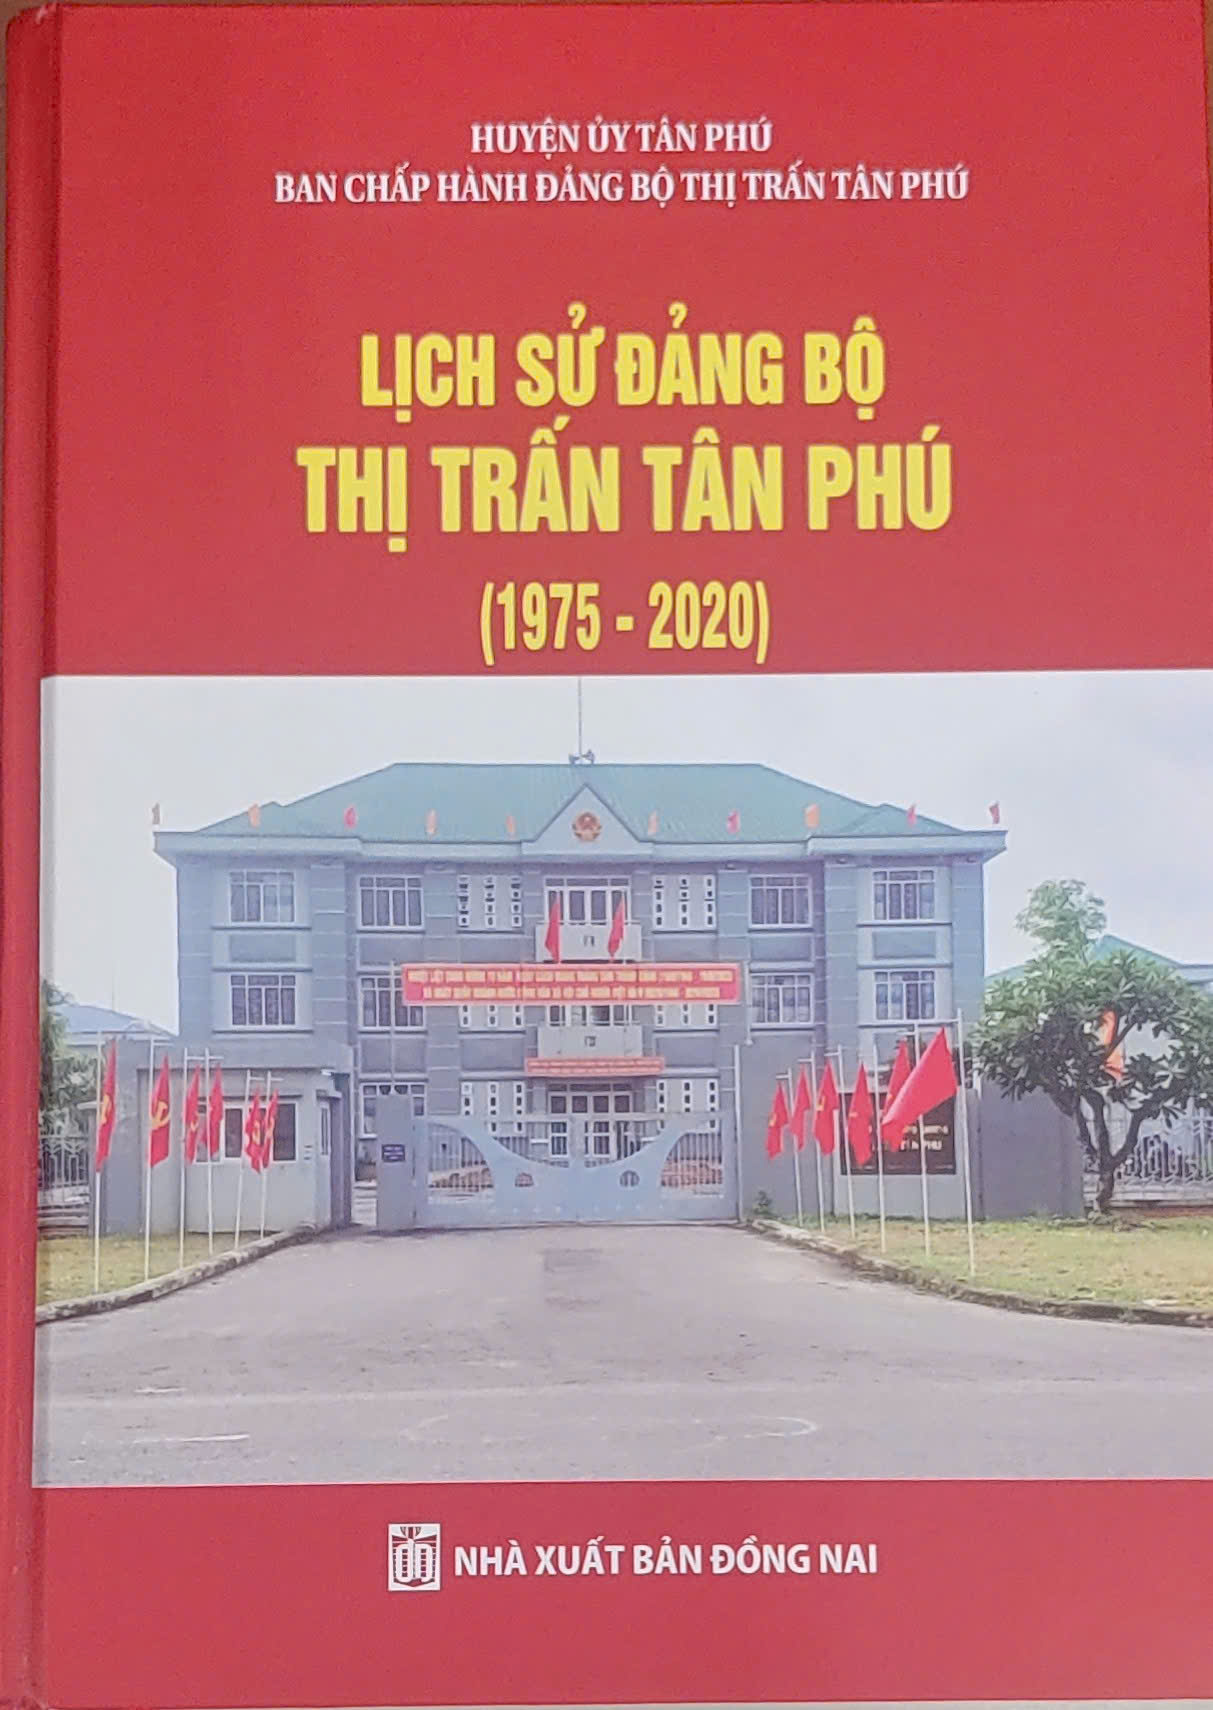 HUYỆN ỦY TÂN PHÚ
BAN CHẤP HÀNH ĐẢNG BỘ THỊ TRẤN TÂN PHÚ
LỊCH SỬ ĐẢNG BỘ
THỊ TRẤN TÂN PHÚ
(1975 - 2020)
NHÀ XUẤT BẢN ĐỒNG NAI